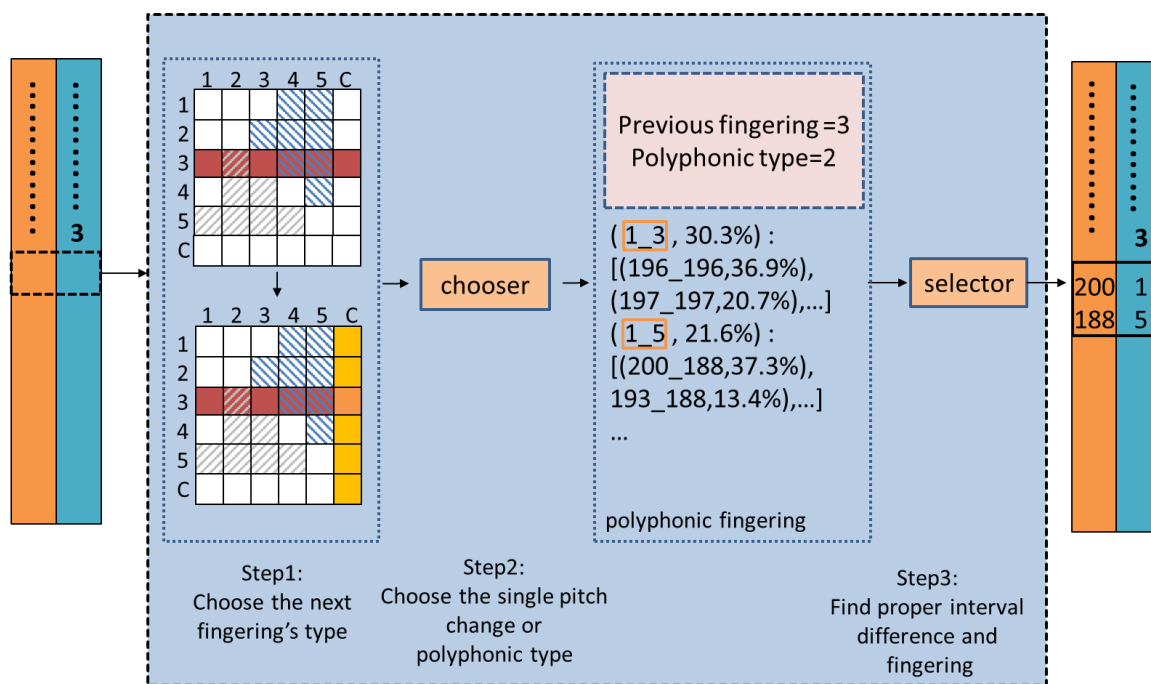 3
1 2 3 4 5 C
1
2
3
4
5
C
1 2 3 4 5 C
1
2
3
4
5
C
Step1:
Choose the next
fingering's type
chooser
Step2:
Choose the single pitch
change or
polyphonic type
Previous fingering =3
Polyphonic type=2
( 1_3 , 30.3%) :
[(196_196,36.9%),
(197_197,20.7%),...]
( 1_5 , 21.6%) :
[(200_188,37.3%),
193_188,13.4%),...]
...
polyphonic fingering
selector
Step3:
Find proper interval
difference and
fingering
3
200 1
188 5